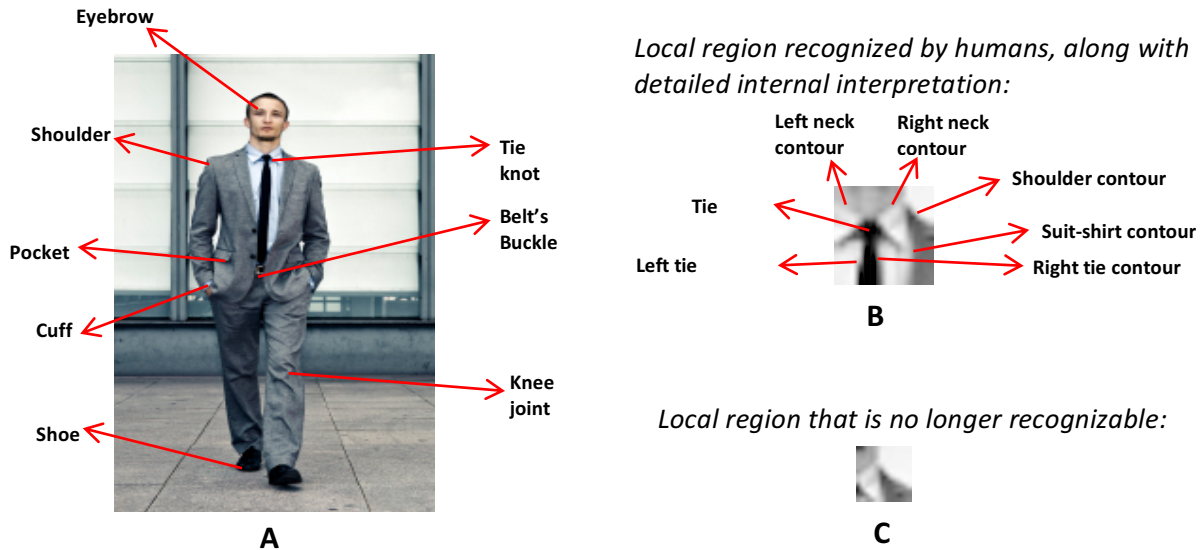 Eyebrow
Shoulder
Pocket
Cuff
Shoe
Tie
knot
Belt’s
Buckle
Knee
joint
A
Local region recognized by humans, along with
detailed internal interpretation:
Left neck
contour
Right neck
contour
Shoulder contour
Tie
Suit-shirt contour
Left tie
Right tie contour
B
Local region that is no longer recognizable:
C